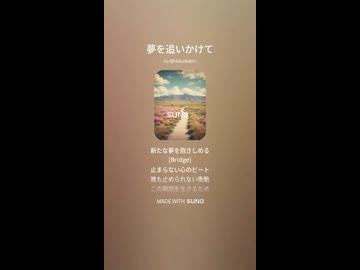 夢を追いかけて
SUNO
新たな夢を抱きしめる
[Bridge]
止まらない心のビート
誰も止められない衝動
この瞬間を生きるため
MADE WITH SUNO